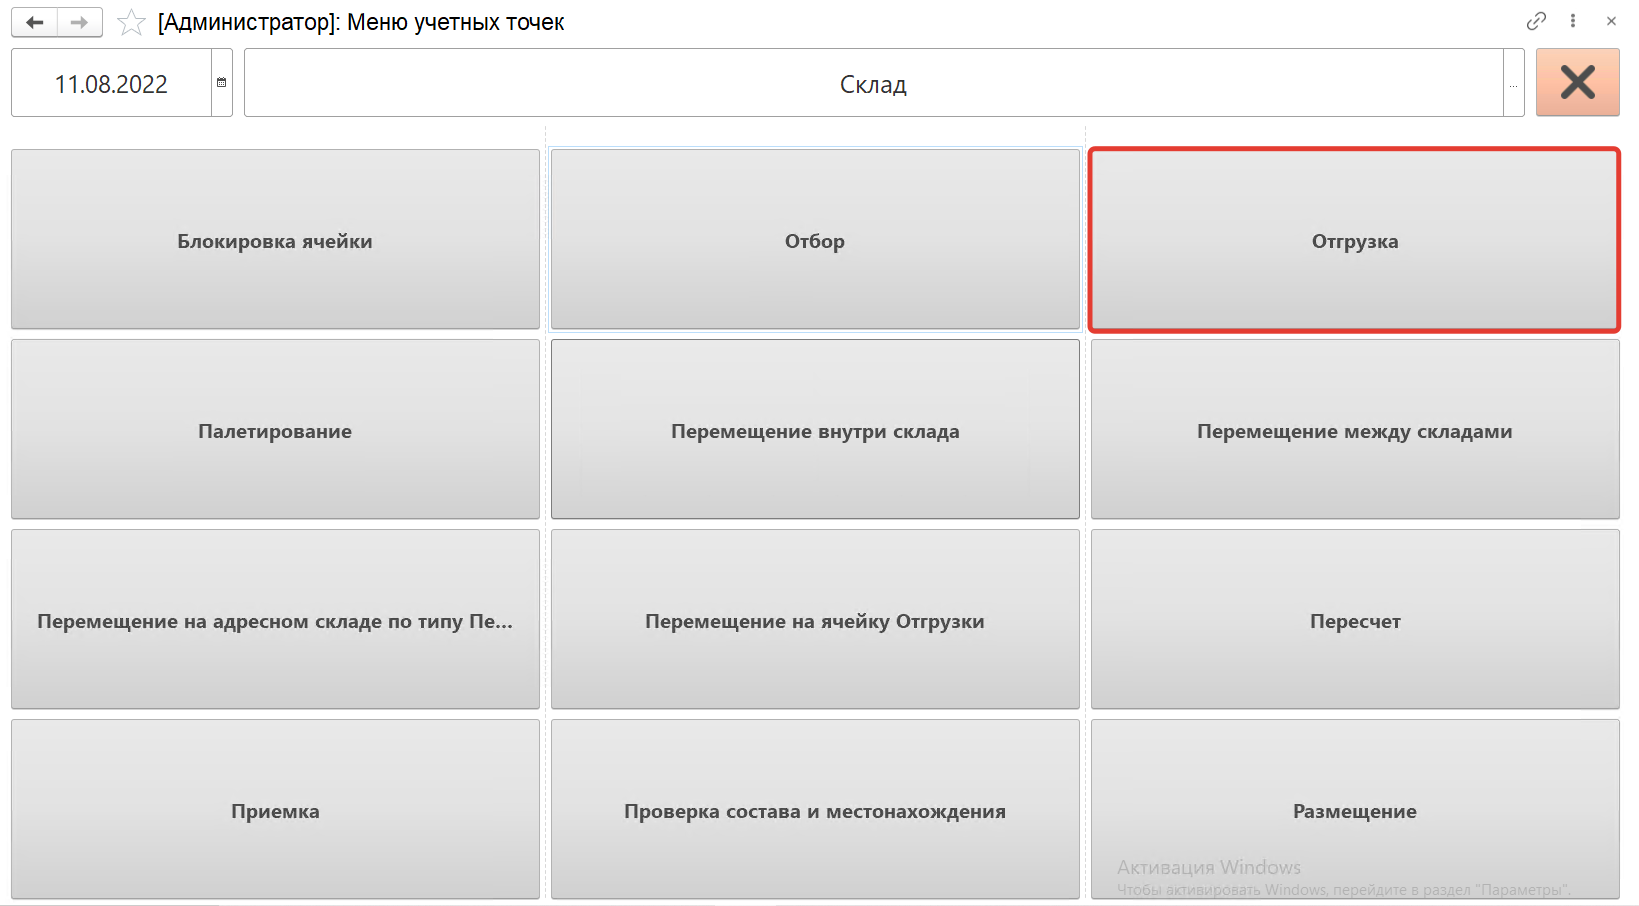 [Администратор]: Меню учетных точек
11.08.2022
Склад
...
Блокировка ячейки
Отбор
Отгрузка
Палетирование
Перемещение внутри склада
Перемещение между складами
Перемещение на адресном складе по типу Пе...
Перемещение на ячейку Отгрузки
Пересчет
Приемка
Проверка состава и местонахождения
Размещение
Активация Windows
Чтобы активировать Windows, перейдите в раздел "Параметры".